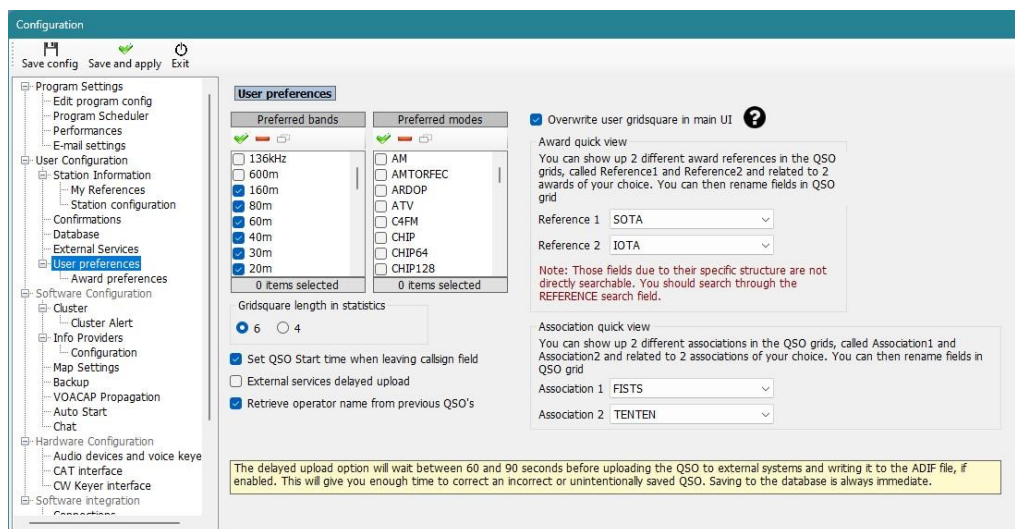 Configuration
Save config Save and apply Exit
Program Settings
Edit program config
Program Scheduler
Performances
E-mail settings
User Configuration
Station Information
My References
Station configuration
Confirmations
Database
External Services
User preferences
Award preferences
Software Configuration
Cluster
Cluster Alert
Info Providers
Configuration
Map Settings
Backup
VOACAP Propagation
Auto Start
Chat
Hardware Configuration
Audio devices and voice keye
CAT interface
CW Keyer interface
Software integration
Connections
User preferences
Preferred bands
136kHz
600m
160m
80m
60m
40m
30m
20m
0 items selected
Preferred modes
AM
AMTORFEC
ARDOP
ATV
C4FM
CHIP
CHIP64
CHIP128
0 items selected
Gridsquare length in statistics
6 4
Set QSO Start time when leaving callsign field
External services delayed upload
Retrieve operator name from previous QSO's
Overwrite user gridsquare in main UI ?
Award quick view
You can show up 2 different award references in the QSO
grids, called Reference1 and Reference2 and related to 2
awards of your choice. You can then rename fields in QSO
grid
Reference 1 SOTA
Reference 2 IOTA
Note: Those fields due to their specific structure are not
directly searchable. You should search through the
REFERENCE search field.
Association quick view
You can show up 2 different associations in the QSO grids, called Association1 and
Association2 and related to 2 associations of your choice. You can then rename fields in
QSO grid
Association 1 FISTS
Association 2 TENTEN
The delayed upload option will wait between 60 and 90 seconds before uploading the QSO to external systems and writing it to the ADIF file, if
enabled. This will give you enough time to correct an incorrect or unintentionally saved QSO. Saving to the database is always immediate.